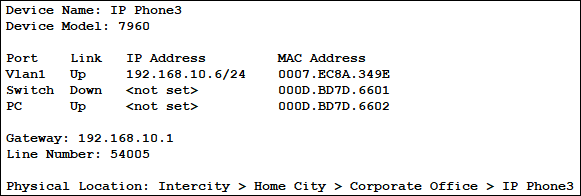 Device Name: IP Phone3
Device Model: 7960
Port Link IP Address MAC Address
Vlan1 Up 192.168.10.6/24 0007.EC8A.349E
Switch Down <not set> 000D.BD7D.6601
PC Up <not set> 000D.BD7D.6602
Gateway: 192.168.10.1
Line Number: 54005
Physical Location: Intercity > Home City > Corporate Office > IP Phone3